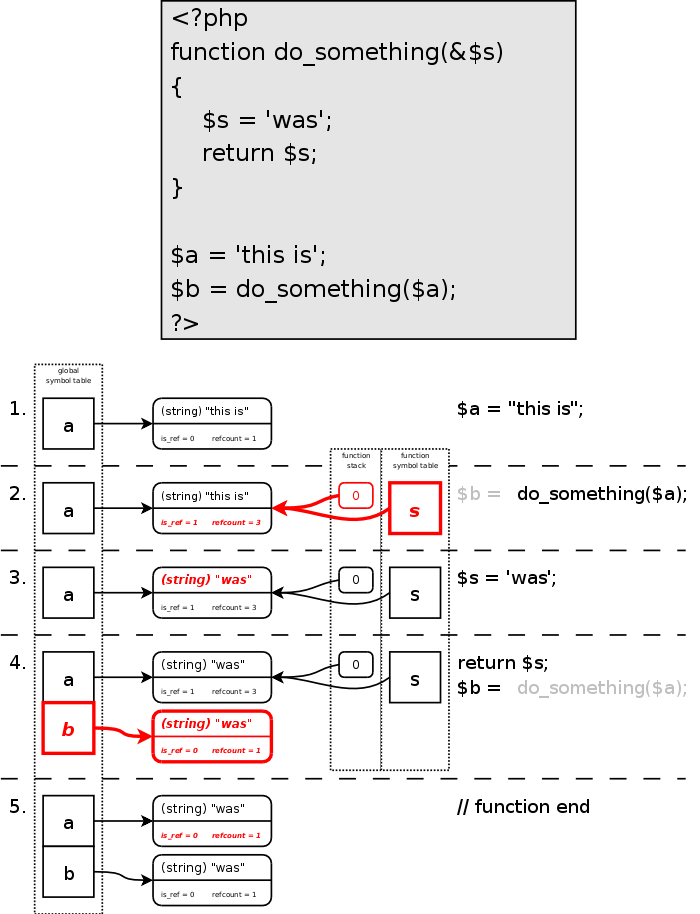 <?php
function do_something(&$s)
{
    $s = 'was';
    return $s;
}

$a = 'this is';
$b = do_something($a);
?>
global
symbol table
1.
a
(string) "this is"
is_ref = 0 refcount = 1
$a = "this is";
function
stack
function
symbol table
2.
a
(string) "this is"
is_ref = 1 refcount = 3
0
s
$b = do_something($a);
3.
a
(string) "was"
is_ref = 1 refcount = 3
0
s
$s = 'was';
4.
a
(string) "was"
is_ref = 1 refcount = 3
0
s
return $s;
$b = do_something($a);
b
(string) "was"
is_ref = 0 refcount = 1
5.
a
(string) "was"
is_ref = 0 refcount = 1
// function end
b
(string) "was"
is_ref = 0 refcount = 1